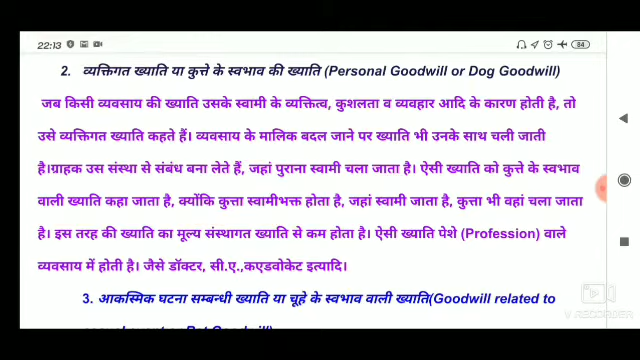 22:13
84
2. व्यक्तिगत ख्याति या कुत्ते के स्वभाव की ख्याति (Personal Goodwill or Dog Goodwill)
जब किसी व्यवसाय की ख्याति उसके स्वामी के व्यक्तित्व, कुशलता व व्यवहार आदि के कारण होती है, तो
उसे व्यक्तिगत ख्याति कहते हैं। व्यवसाय के मालिक बदल जाने पर ख्याति भी उनके साथ चली जाती
है।ग्राहक उस संस्था से संबंध बना लेते हैं, जहां पुराना स्वामी चला जाता है। ऐसी ख्याति को कुत्ते के स्वभाव
वाली ख्याति कहा जाता है, क्योंकि कुत्ता स्वामीभक्त होता है, जहां स्वामी जाता है, कुत्ता भी वहां चला जाता
है। इस तरह की ख्याति का मूल्य संस्थागत ख्याति से कम होता है। ऐसी ख्याति पेशे (Profession) वाले
व्यवसाय में होती है। जैसे डॉक्टर, सी.ए.,कएडवोकेट इत्यादि।
3. आकस्मिक घटना सम्बन्धी ख्याति या चूहे के स्वभाव वाली ख्याति(Goodwill related to
V RECORDER